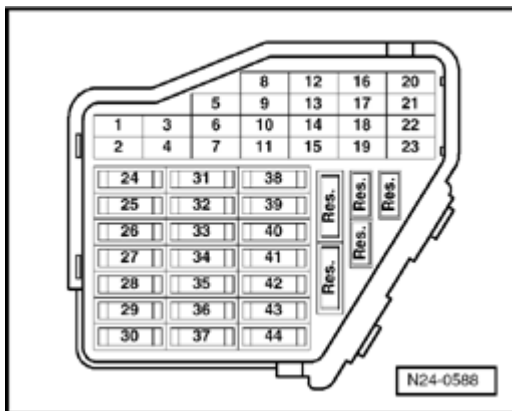 8 12 16 20
5 9 13 17 21
1 3 6 10 14 18 22
2 4 7 11 15 19 23
24 31 38
25 32 39
26 33 40
27 34 41
28 35 42
29 36 43
30 37 44
Res.
Res.
Res.
Res.
Res.
N24-0588